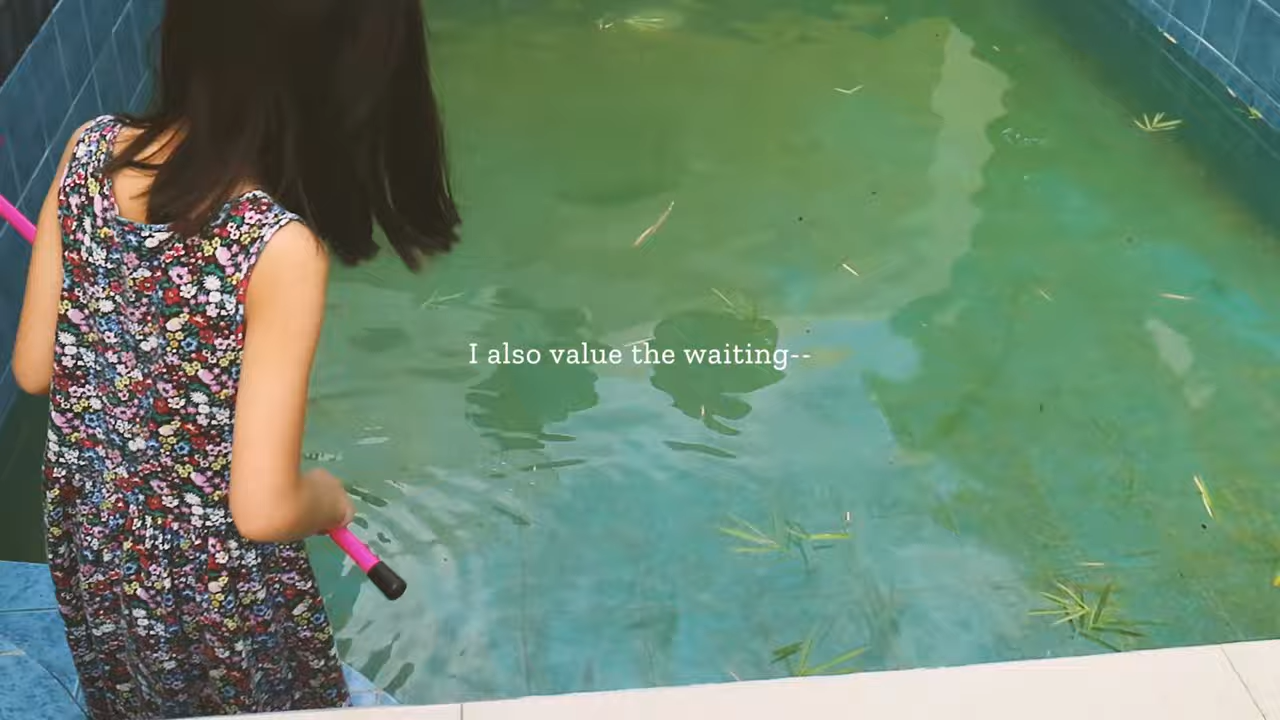 I also value the waiting--